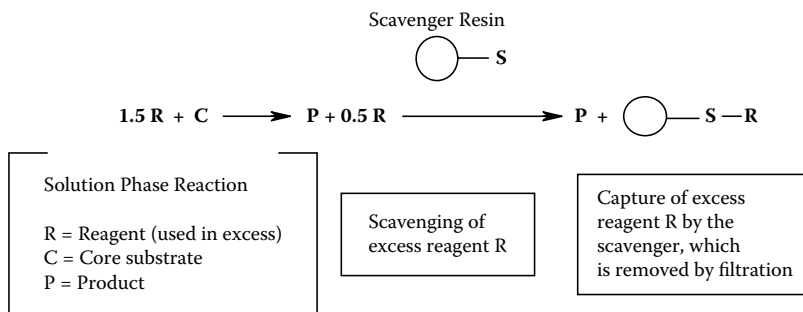 Scavenger Resin
S
1.5 R + C P + 0.5 R P + S — R
Solution Phase Reaction
R = Reagent (used in excess)
C = Core substrate
P = Product
Scavenging of
excess reagent R
Capture of excess
reagent R by the
scavenger, which
is removed by filtration